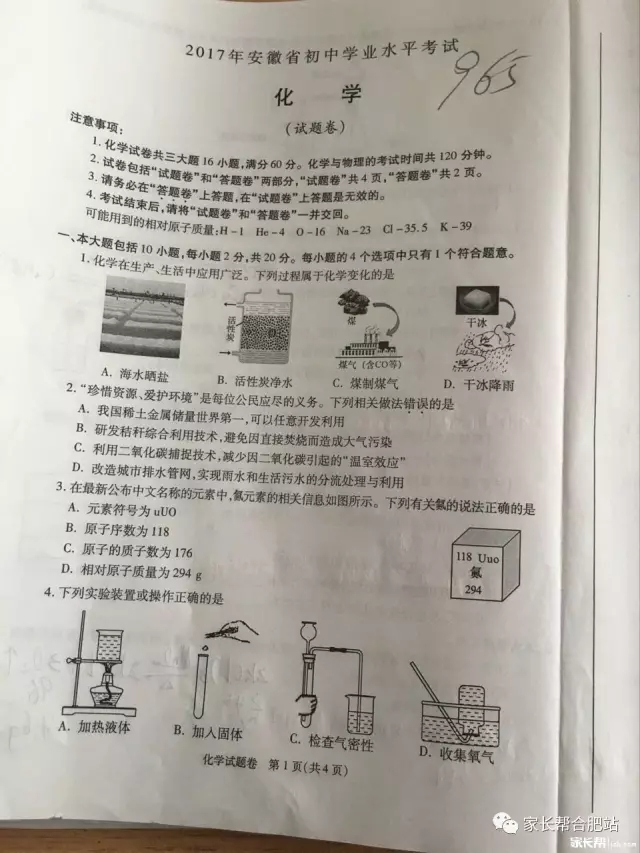 2017年安徽省初中学业水平考试
965
化 学
(试题卷)
注意事项:
1. 化学试卷共三大题16小题,满分60分。化学与物理的考试时间共120分钟。
2. 试卷包括“试题卷”和“答题卷”两部分,“试题卷”共4页,“答题卷”共2页。
3. 请务必在“答题卷”上答题,在“试题卷”上答题是无效的。
4. 考试结束后,请将“试题卷”和“答题卷”一并交回。
可能用到的相对原子质量:H-1 He-4 O-16 Na-23 Cl-35.5 K-39
一、本大题包括10小题,每小题2分,共20分。每小题的4个选项中只有1个符合题意。
1. 化学在生产、生活中应用广泛。下列过程属于化学变化的是
活性炭
煤
煤气(含CO等)
干冰
A. 海水晒盐 B. 活性炭净水 C. 煤制煤气 D. 干冰降雨
2. “珍惜资源、爱护环境”是每位公民应尽的义务。下列相关做法错误的是
A. 我国稀土金属储量世界第一,可以任意开发利用
B. 研发秸秆综合利用技术,避免因直接焚烧而造成大气污染
C. 利用二氧化碳捕捉技术,减少因二氧化碳引起的“温室效应”
D. 改造城市排水管网,实现雨水和生活污水的分流处理与利用
3. 在最新公布中文名称的元素中,鿫元素的相关信息如图所示。下列有关鿫的说法正确的是
A. 元素符号为uUO
B. 原子序数为118
C. 原子的质子数为176
D. 相对原子质量为294 g
118 Uuo
鿫
294
4. 下列实验装置或操作正确的是
A. 加热液体 B. 加入固体 C. 检查气密性 D. 收集氧气
化学试题卷 第1页(共4页)
家长帮合肥站
家长帮